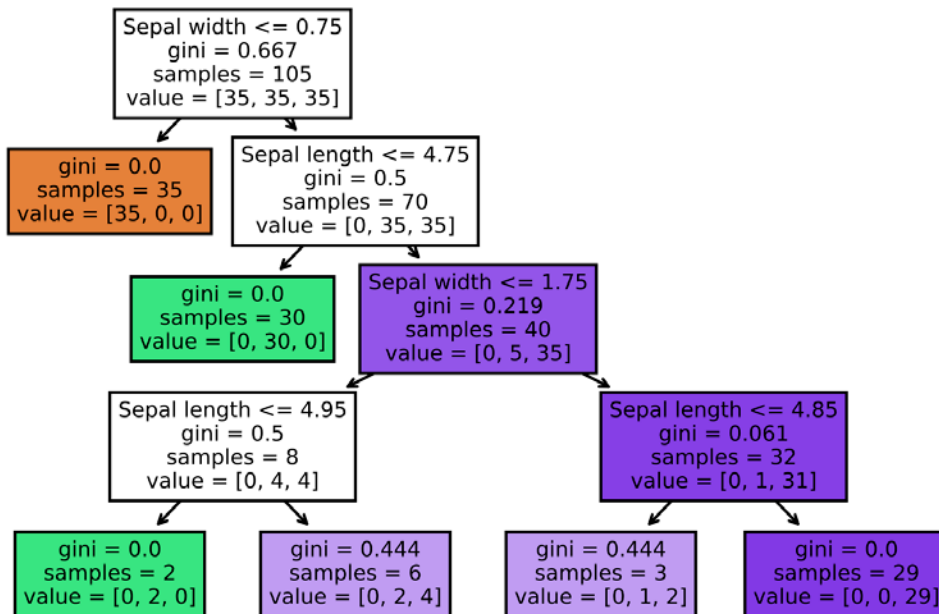 Sepal width <= 0.75
gini = 0.667
samples = 105
value = [35, 35, 35]
gini = 0.0
samples = 35
value = [35, 0, 0]
Sepal length <= 4.75
gini = 0.5
samples = 70
value = [0, 35, 35]
gini = 0.0
samples = 30
value = [0, 30, 0]
Sepal width <= 1.75
gini = 0.219
samples = 40
value = [0, 5, 35]
Sepal length <= 4.95
gini = 0.5
samples = 8
value = [0, 4, 4]
Sepal length <= 4.85
gini = 0.061
samples = 32
value = [0, 1, 31]
gini = 0.0
samples = 2
value = [0, 2, 0]
gini = 0.444
samples = 6
value = [0, 2, 4]
gini = 0.444
samples = 3
value = [0, 1, 2]
gini = 0.0
samples = 29
value = [0, 0, 29]